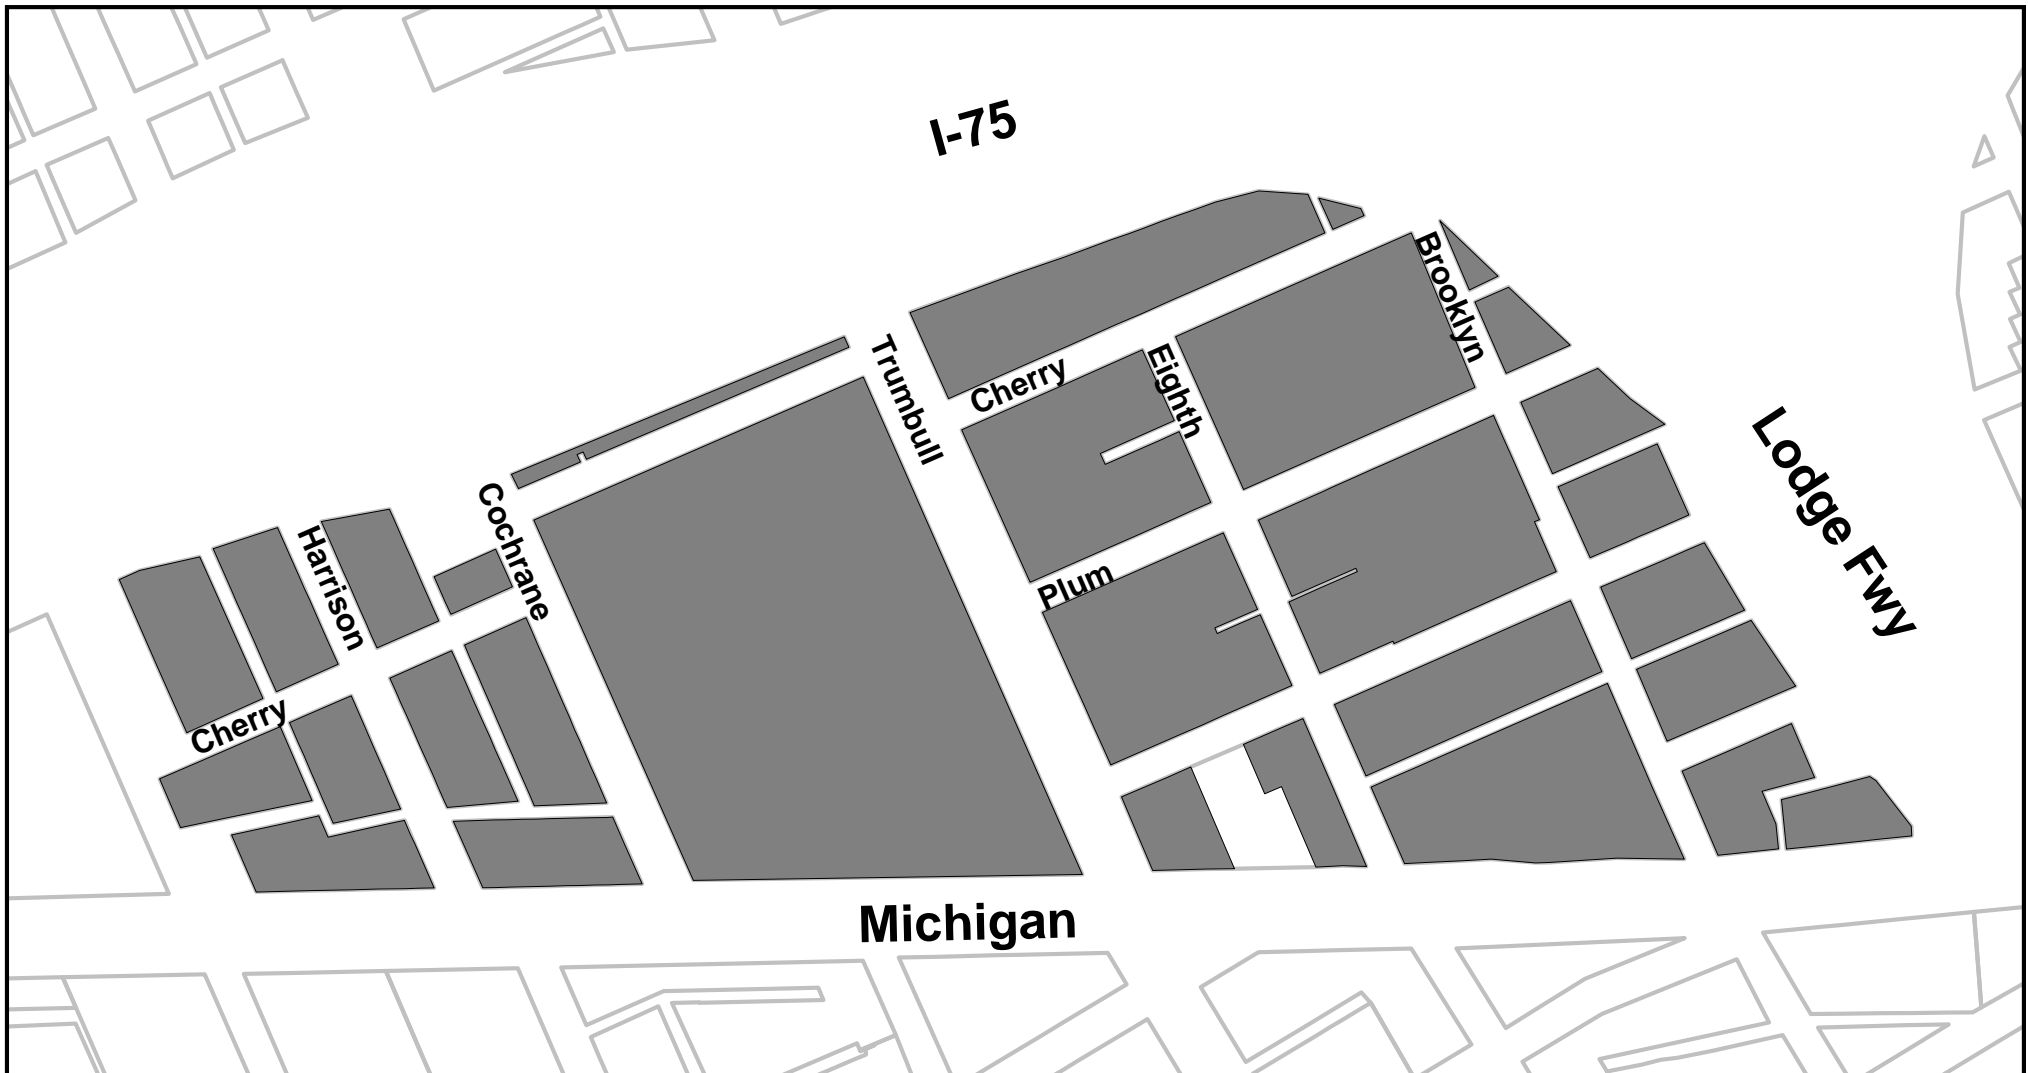 I-75
Brooklyn
Trumbull
Eighth
Cherry
Lodge Fwy
Cochrane
Harrison
Plum
Cherry
Michigan